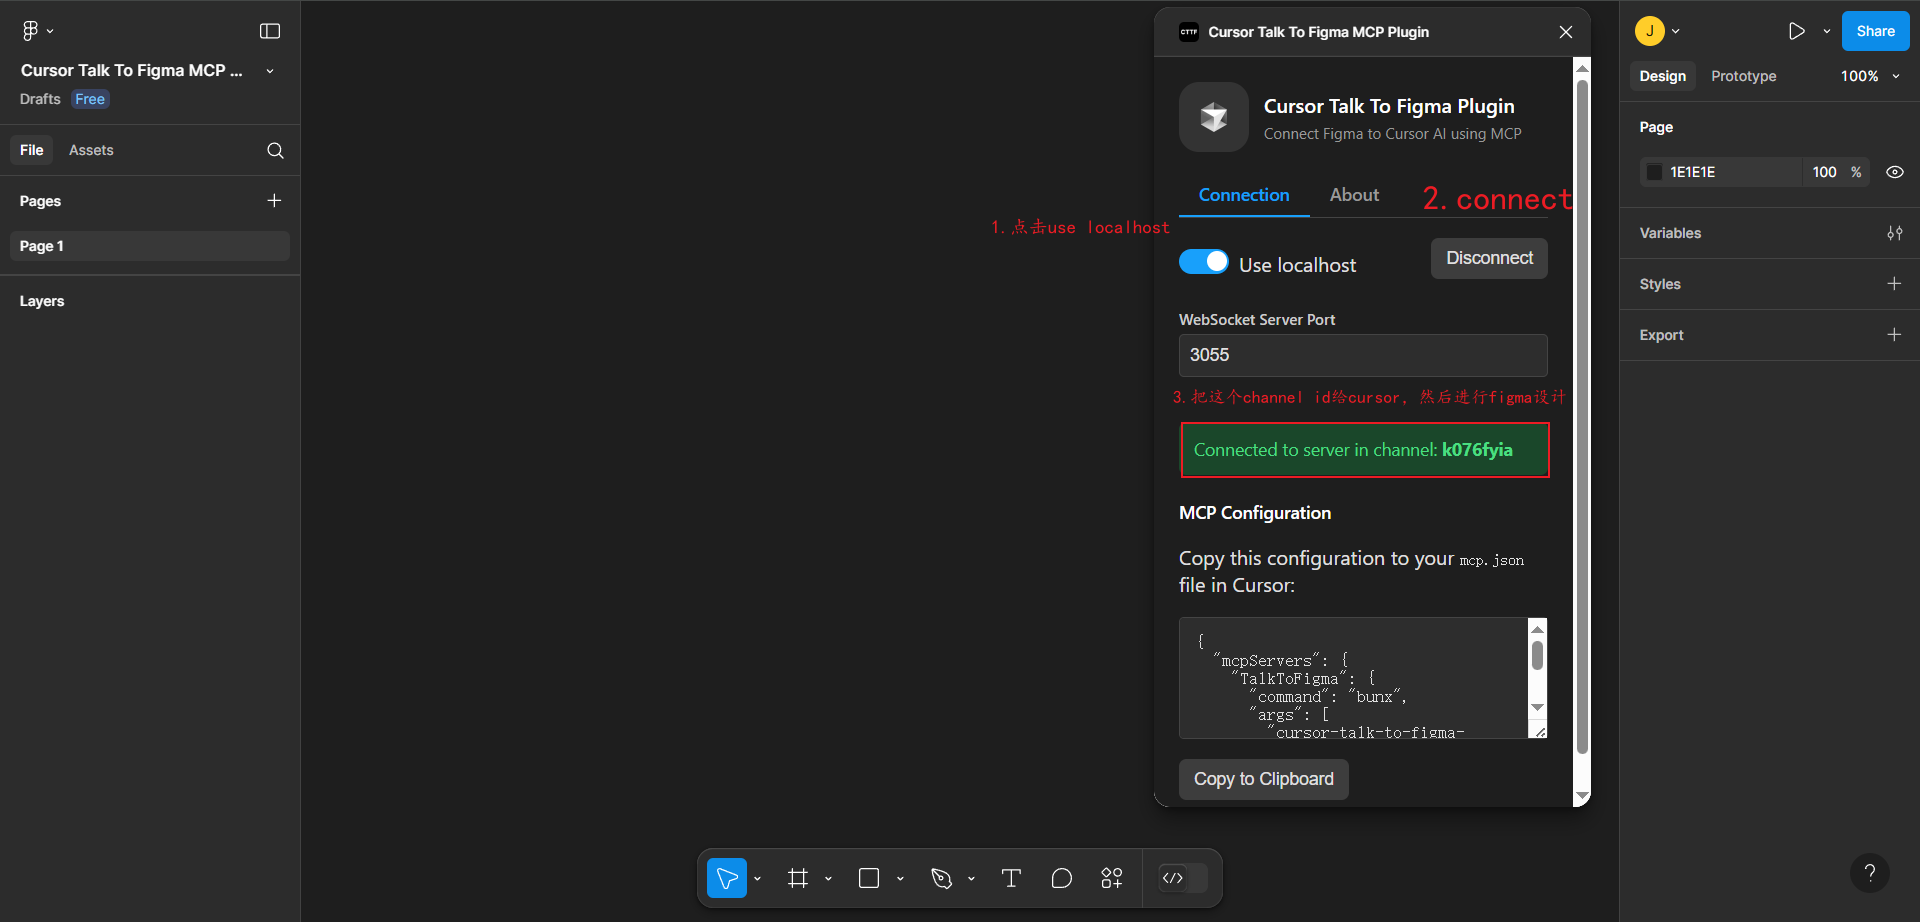 Cursor Talk To Figma MCP ...
Drafts Free
File Assets
Pages
Page 1
Layers
1. 点击use localhost
CTTF Cursor Talk To Figma MCP Plugin
Cursor Talk To Figma Plugin
Connect Figma to Cursor AI using MCP
Connection About
2. connect
Use localhost
Disconnect
WebSocket Server Port
3055
3. 把这个channel id给cursor, 然后进行figma设计
Connected to server in channel: k076fyia
MCP Configuration
Copy this configuration to your mcp.json
file in Cursor:
{
"mcpServers": {
"TalkToFigma": {
"command": "bunx",
"args": [
"cursor-talk-to-figma-
Copy to Clipboard
J
Share
Design Prototype 100%
Page
1E1E1E 100 %
Variables
Styles
Export
?